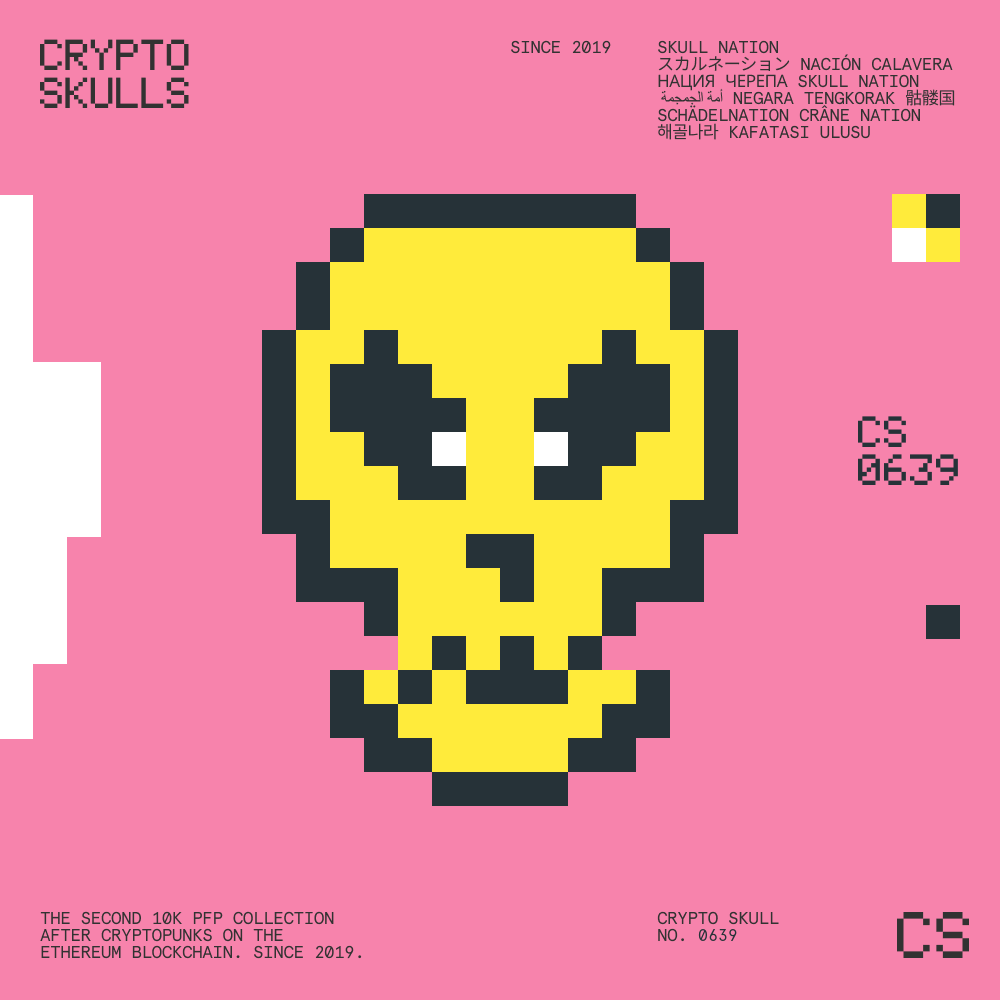 CRYPTO
SKULLS
SINCE 2019
SKULL NATION
スカルネーション NACIÓN CALAVERA
НАЦИЯ ЧЕРЕПА SKULL NATION
أمة الجمجمة NEGARA TENGKORAK 骷髅国
SCHÄDELNATION CRÂNE NATION
해골나라 KAFATASI ULUSU
CS
0639
THE SECOND 10K PFP COLLECTION
AFTER CRYPTOPUNKS ON THE
ETHEREUM BLOCKCHAIN. SINCE 2019.
CRYPTO SKULL
NO. 0639
CS